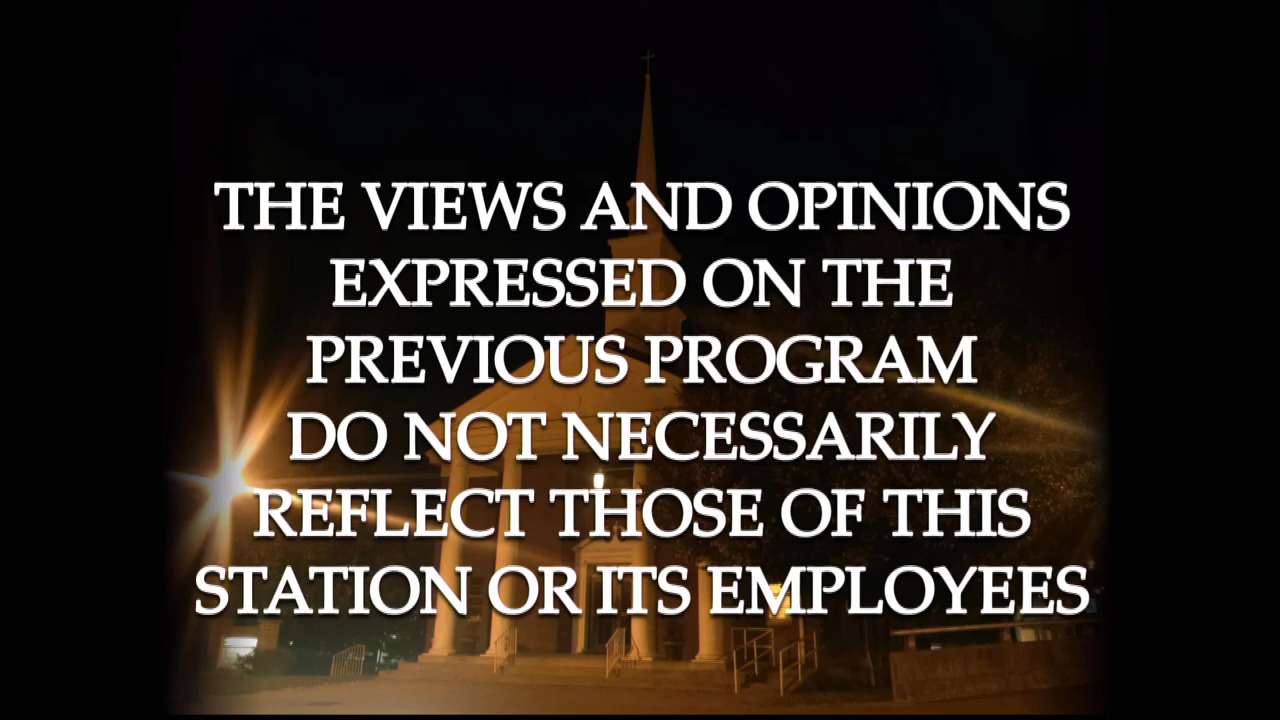 THE VIEWS AND OPINIONS
EXPRESSED ON THE
PREVIOUS PROGRAM
DO NOT NECESSARILY
REFLECT THOSE OF THIS
STATION OR ITS EMPLOYEES